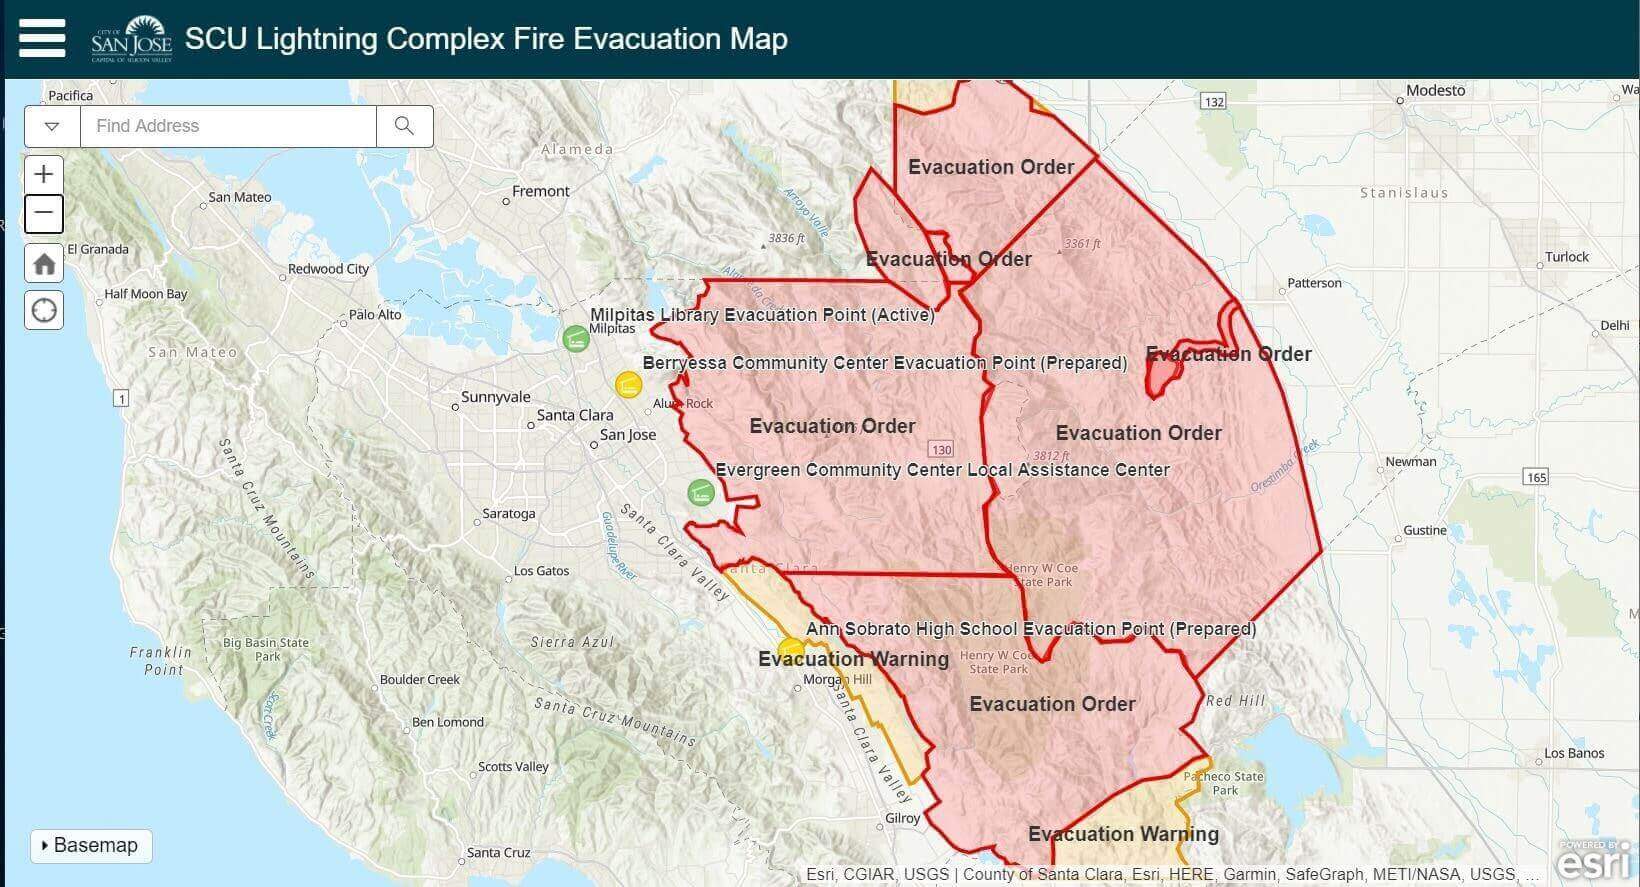 CITY OF
SAN JOSE
CAPITAL OF SILICON VALLEY
SCU Lightning Complex Fire Evacuation Map
Pacifica
Modesto
Wa
132
Find Address
Alameda
Evacuation Order
San Mateo
Fremont
Stanislaus
Arroyo Valle
3836 ft
3361 ft
El Granada
Evacuation Order
Turlock
Redwood City
Patterson
Half Moon Bay
Palo Alto
Milpitas Library Evacuation Point (Active)
Milpitas
Delhi
San Mateo
Evacuation Order
Berryessa Community Center Evacuation Point (Prepared)
1
Sunnyvale
Alum Rock
Santa Clara
San Jose
Evacuation Order
Evacuation Order
130
3812 ft
Newman
Orestimba Creek
Evergreen Community Center Local Assistance Center
165
Santa Cruz Mountains
Saratoga
Guadalupe River
Santa Clara Valley
Gustine
Los Gatos
Santa Clara
Henry W Coe
State Park
Ann Sobrato High School Evacuation Point (Prepared)
Big Basin State
Park
Sierra Azul
Franklin
Point
Evacuation Warning
Henry W Coe
State Park
Boulder Creek
Morgan Hill
Evacuation Order
Red Hill
Scott Creek
Ben Lomond
Santa Cruz Mountains
Santa Clara Valley
Los Banos
Scotts Valley
Pacheco State
Park
Gilroy
Evacuation Warning
Basemap
Santa Cruz
POWERED BY
esri
Esri, CGIAR, USGS | County of Santa Clara, Esri, HERE, Garmin, SafeGraph, METI/NASA, USGS, ...